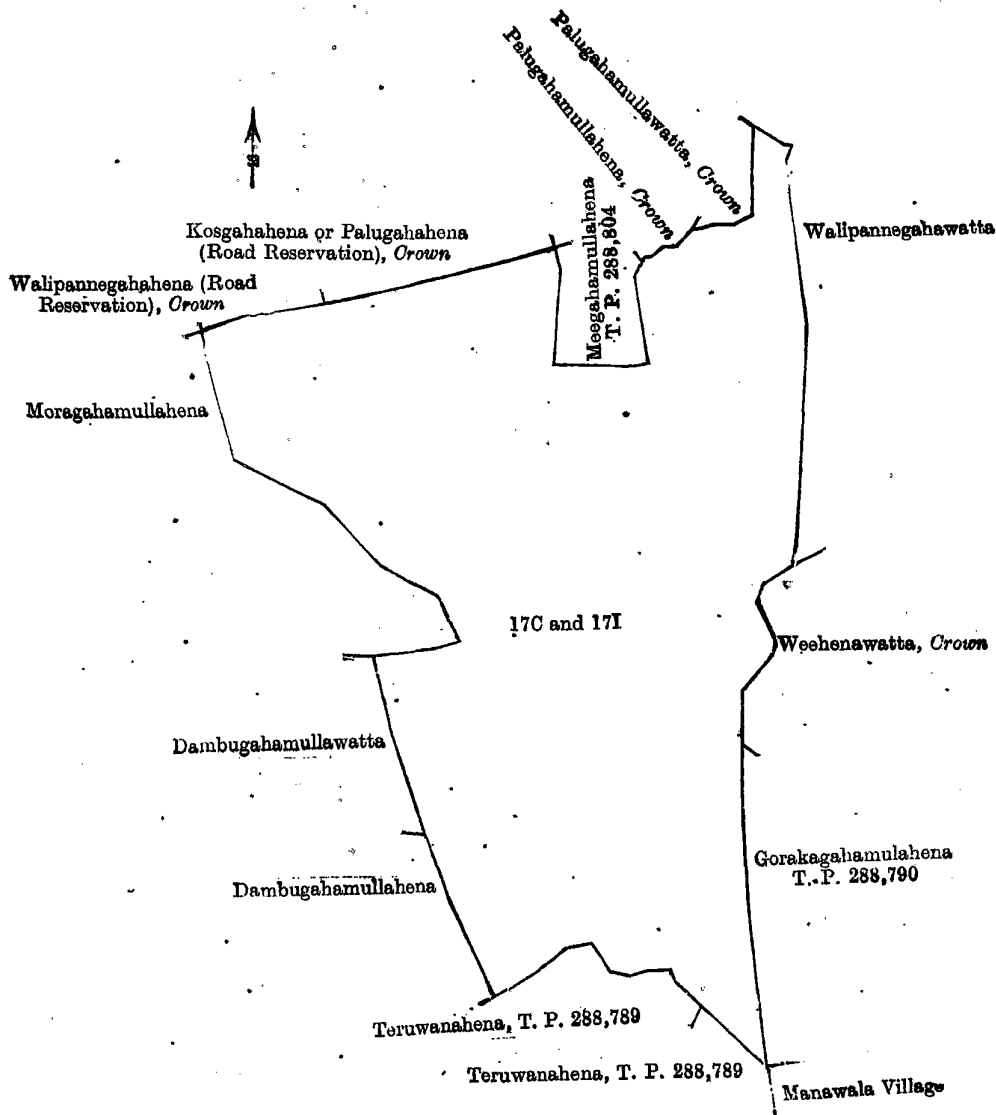 Palugahamullawatta, Crown
Palugahamullahena, Crown
Meegahamullahena
T. P. 288,804
Walipannegahawatta
Kosgahahena or Palugahahena
(Road Reservation), Crown
Walipannegahahena (Road
Reservation), Crown
Moragahamullahena
17C and 17I
Weehenawatta, Crown
Dambugahamullawatta
Gorakagahamulahena
T. P. 288,790
Dambugahamullahena
Teruwanahena, T. P. 288,789
Teruwanahena, T. P. 288,789
Manawala Village